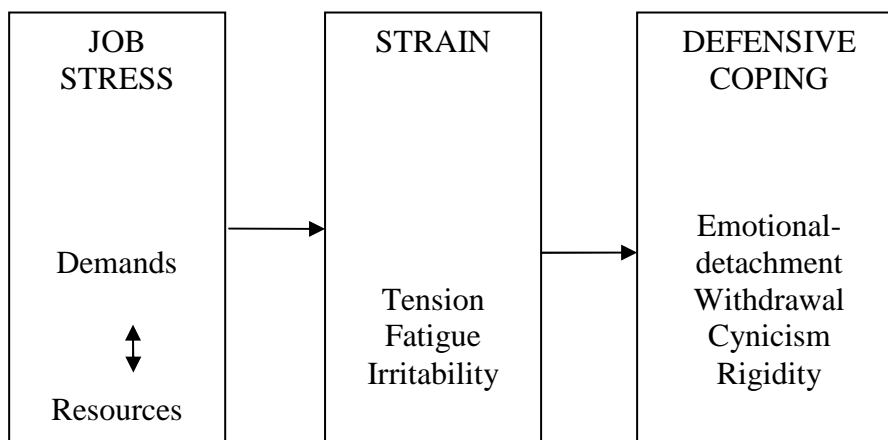 JOB
STRESS
Demands
Resources
STRAIN
Tension
Fatigue
Irritability
DEFENSIVE
COPING
Emotional-
detachment
Withdrawal
Cynicism
Rigidity